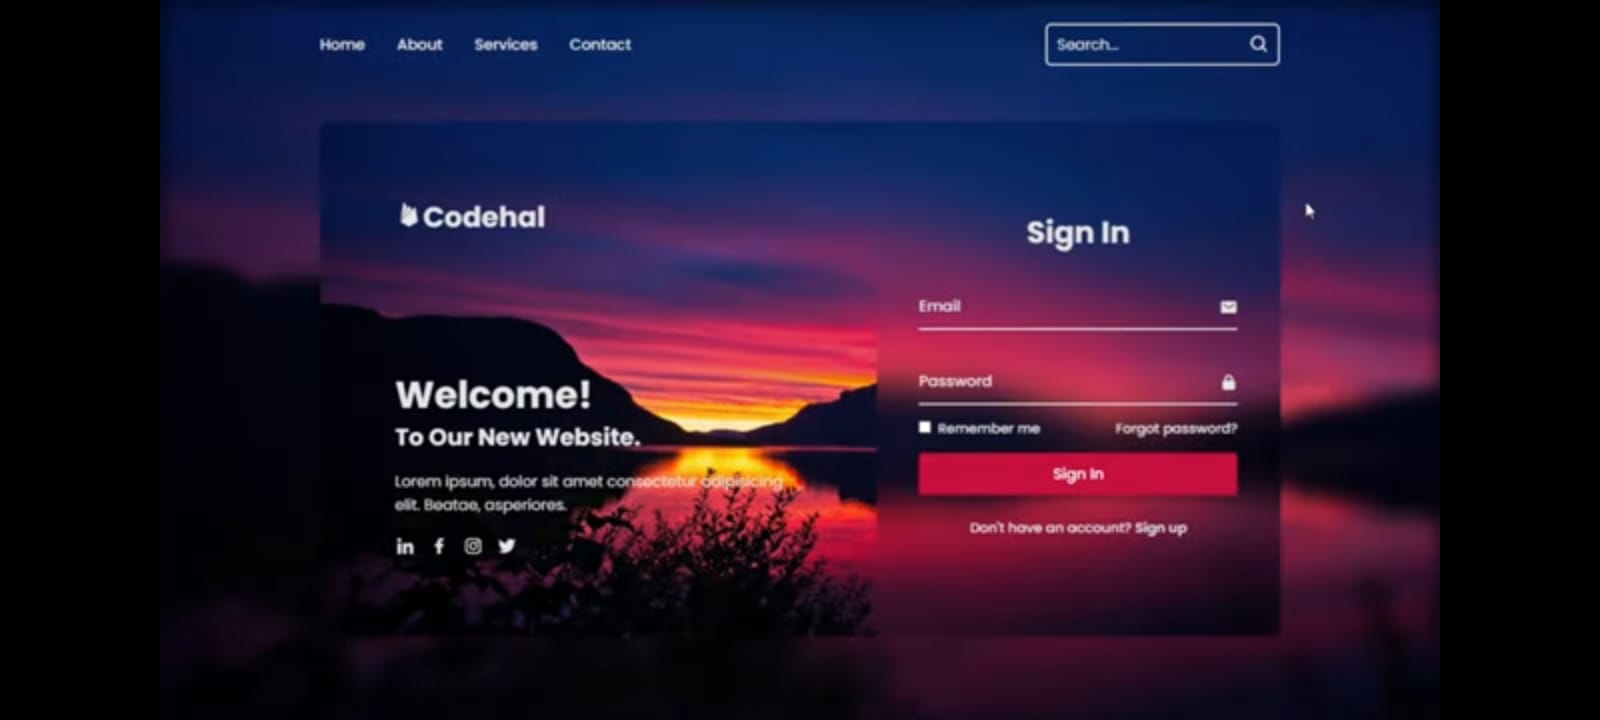 Home About Services Contact
Search...
Codehal
Welcome!
To Our New Website.
Lorem ipsum, dolor sit amet consectetur adipisicing
elit. Beatae, asperiores.
in f
Sign In
Email
Password
Remember me Forgot password?
Sign In
Don't have an account? Sign up